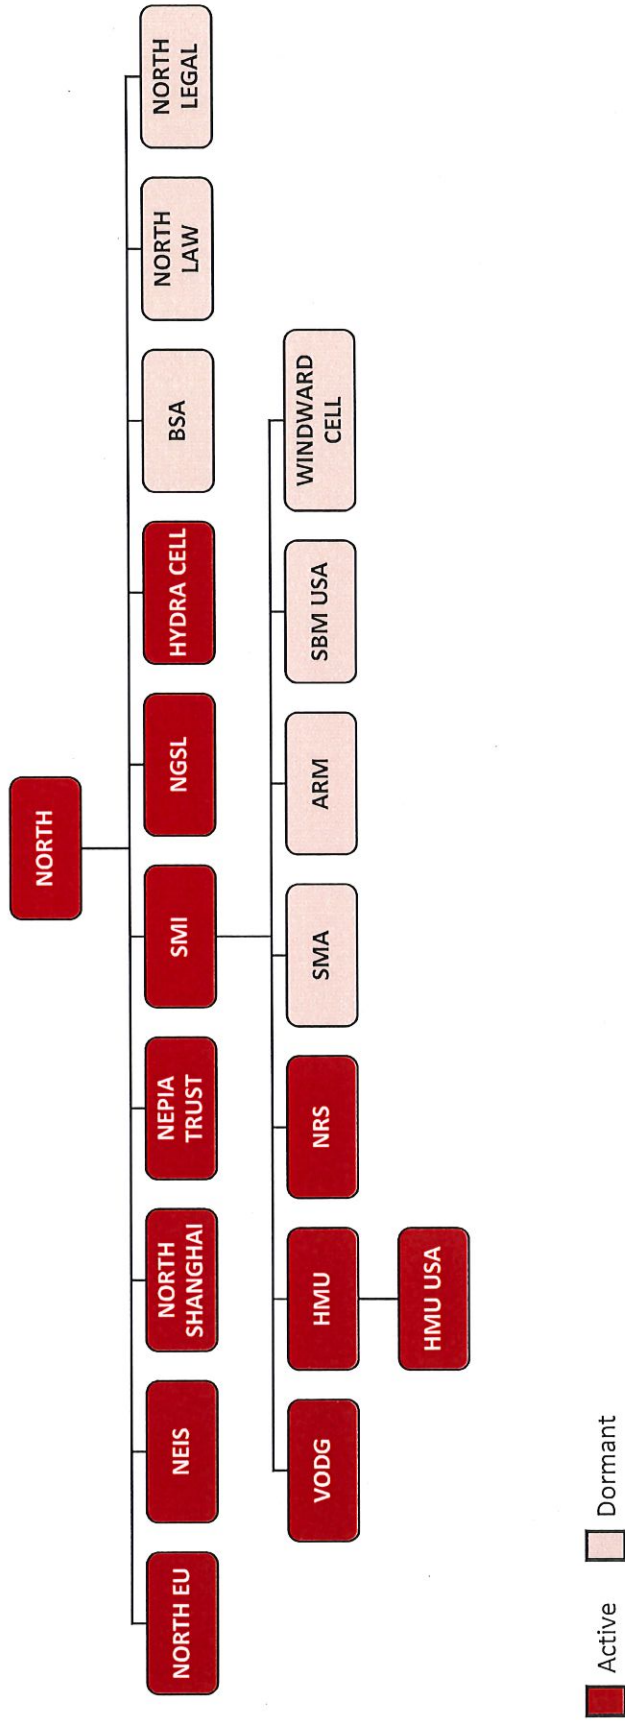 NORTH
NORTH EU
NEIS
NORTH
SHANGHAI
NEPIA
TRUST
SMI
NGSL
HYDRA CELL
BSA
NORTH
LAW
NORTH
LEGAL
VODG
HMU
NRS
SMA
ARM
SBM USA
WINDWARD
CELL
HMU USA
Active
Dormant